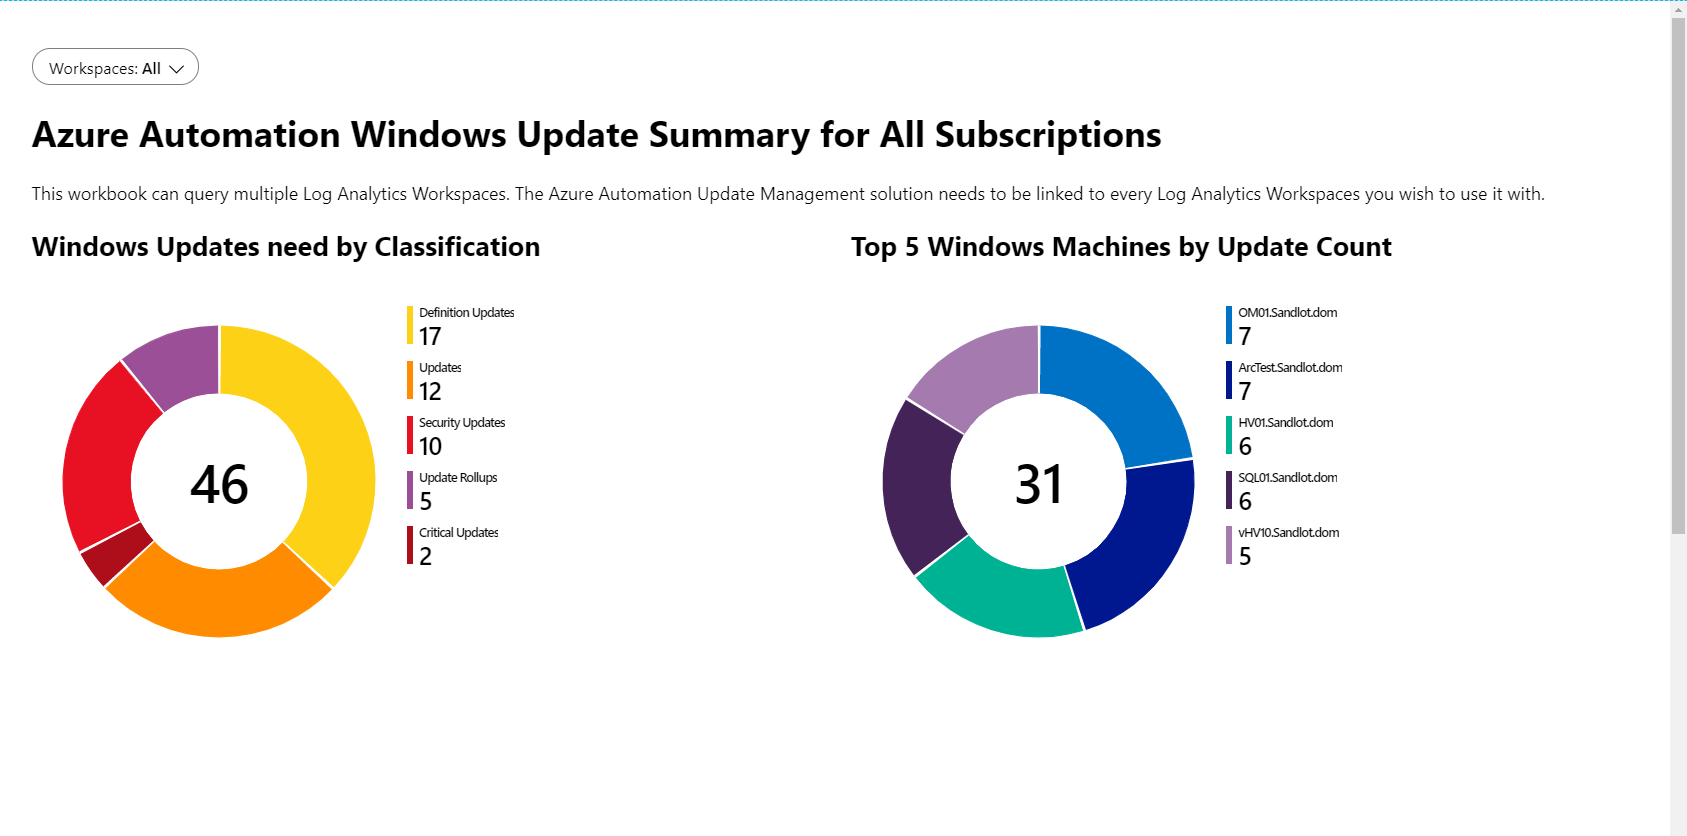 Workspaces: All
Azure Automation Windows Update Summary for All Subscriptions
This workbook can query multiple Log Analytics Workspaces. The Azure Automation Update Management solution needs to be linked to every Log Analytics Workspaces you wish to use it with.
Windows Updates need by Classification
46
Definition Updates
17
Updates
12
Security Updates
10
Update Rollups
5
Critical Updates
2
Top 5 Windows Machines by Update Count
31
OM01.Sandlot.dom
7
ArcTest.Sandlot.dom
7
HV01.Sandlot.dom
6
SQL01.Sandlot.dom
6
vHV10.Sandlot.dom
5